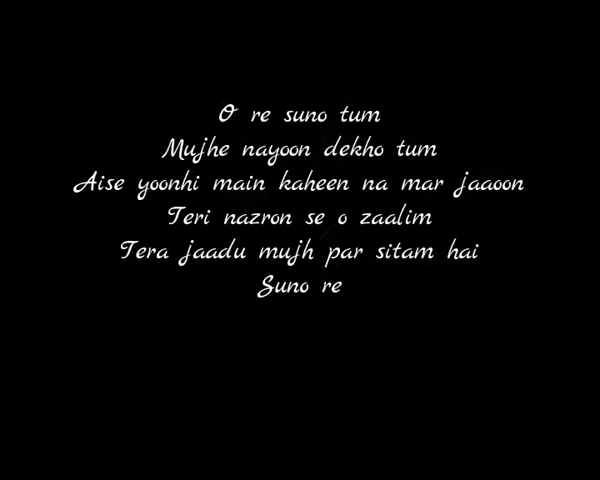 O re suno tum
Mujhe nayoon dekho tum
Aise yoonhi main kaheen na mar jaaoon
Teri nazron se o zaalim
Tera jaadu mujh par sitam hai
Suno re